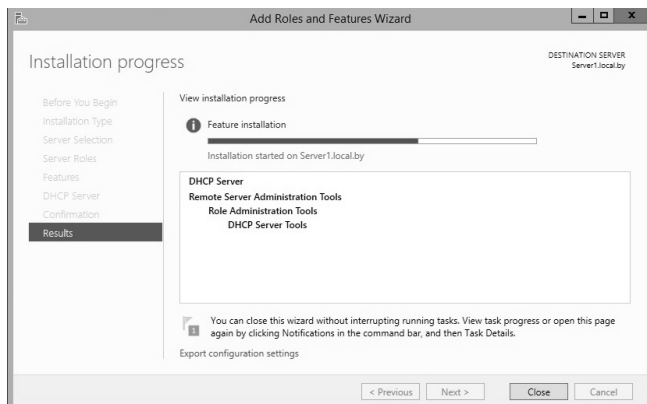 Add Roles and Features Wizard
Installation progress
DESTINATION SERVER
Server1.local.by
Before You Begin
Installation Type
Server Selection
Server Roles
Features
DHCP Server
Confirmation
Results
View installation progress
Feature installation
Installation started on Server1.local.by
DHCP Server
Remote Server Administration Tools
Role Administration Tools
DHCP Server Tools
1
You can close this wizard without interrupting running tasks. View task progress or open this page
again by clicking Notifications in the command bar, and then Task Details.
Export configuration settings
< Previous
Next >
Close
Cancel